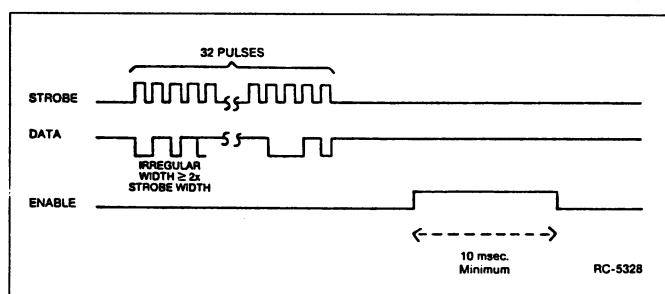 32 PULSES
STROBE
DATA
IRREGULAR
WIDTH ≥ 2x
STROBE WIDTH
ENABLE
10 msec.
Minimum
RC-5328